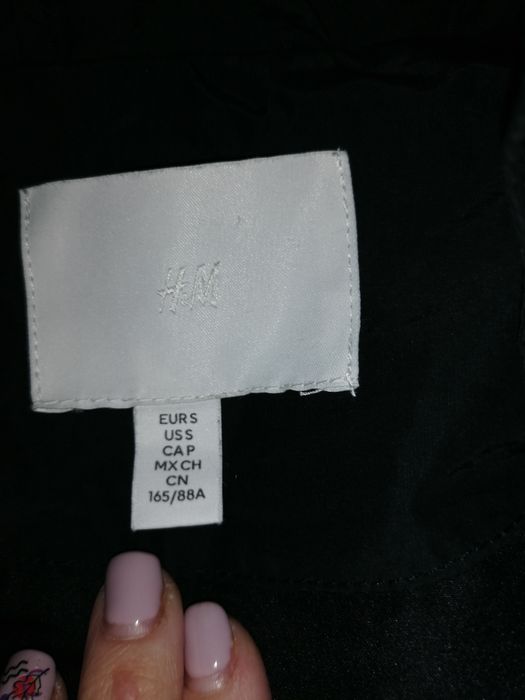 H&M
EUR S
US S
CA P
MX CH
CN
165/88A